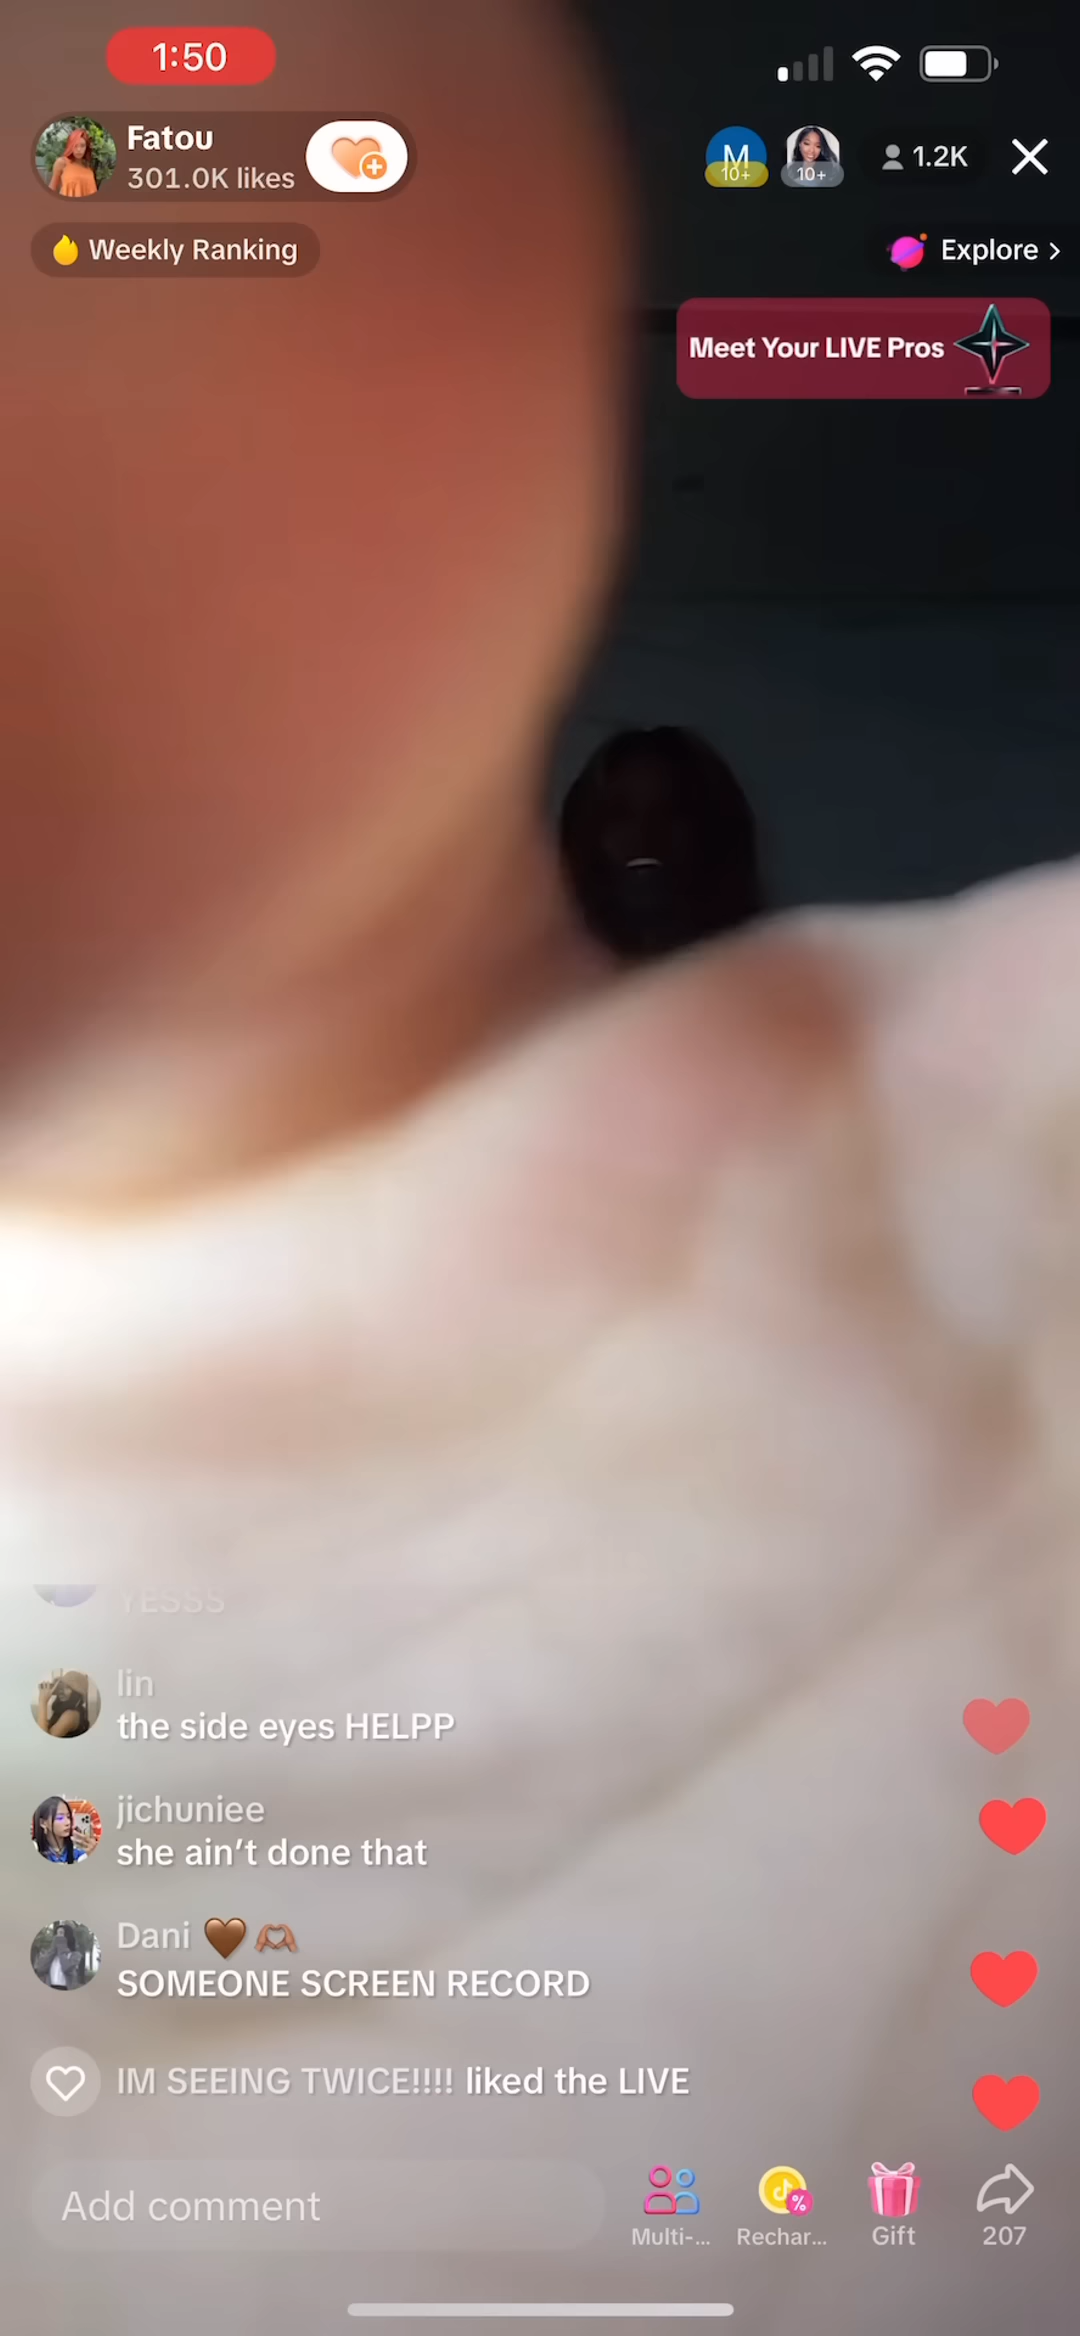 1:50
Fatou
301.0K likes
M
10+
10+
1.2K
Weekly Ranking
Explore >
Meet Your LIVE Pros
YESSS
lin
the side eyes HELPP
jichuniee
she ain't done that
Dani 🤎🫶🏽
SOMEONE SCREEN RECORD
IM SEEING TWICE!!!! liked the LIVE
Add comment
Multi-...
Rechar...
Gift
207